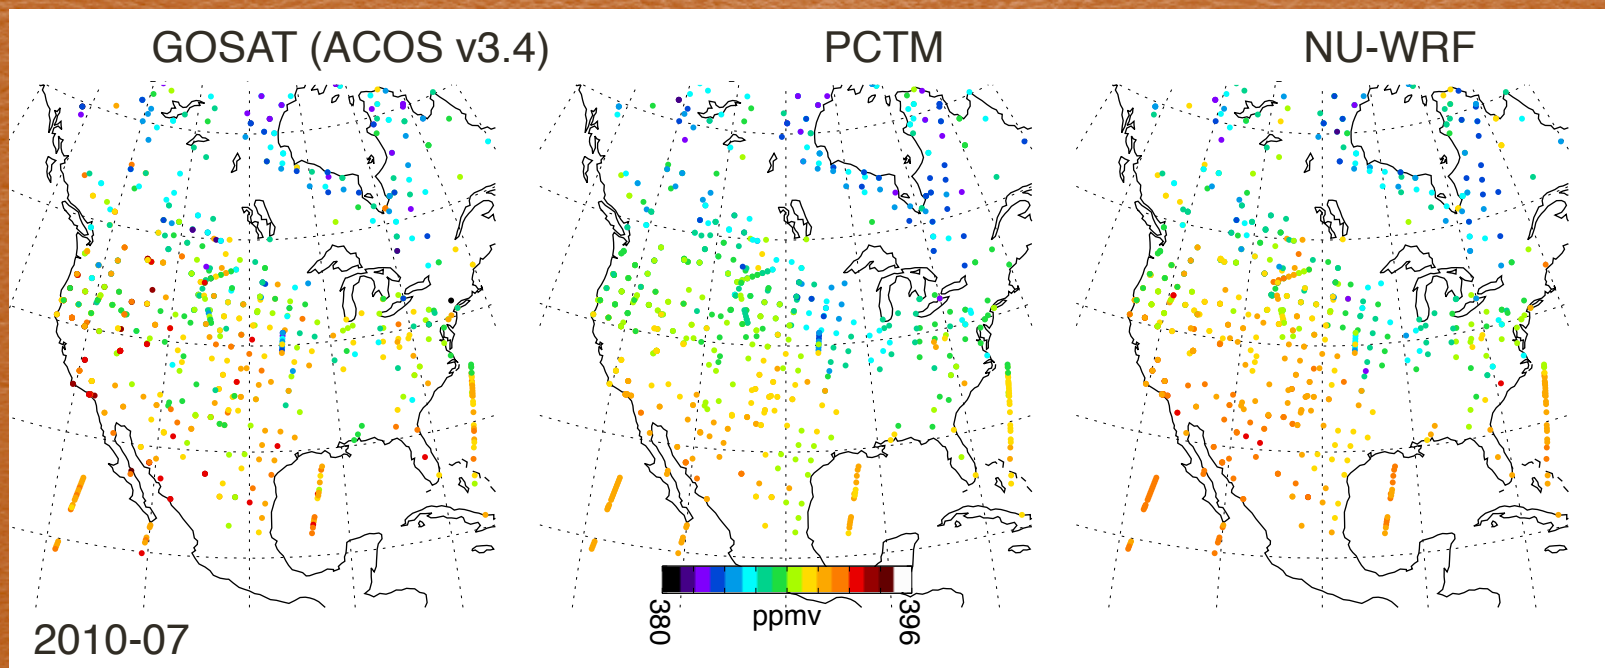 GOSAT (ACOS v3.4)
PCTM
NU-WRF
380
ppmv
396
2010-07